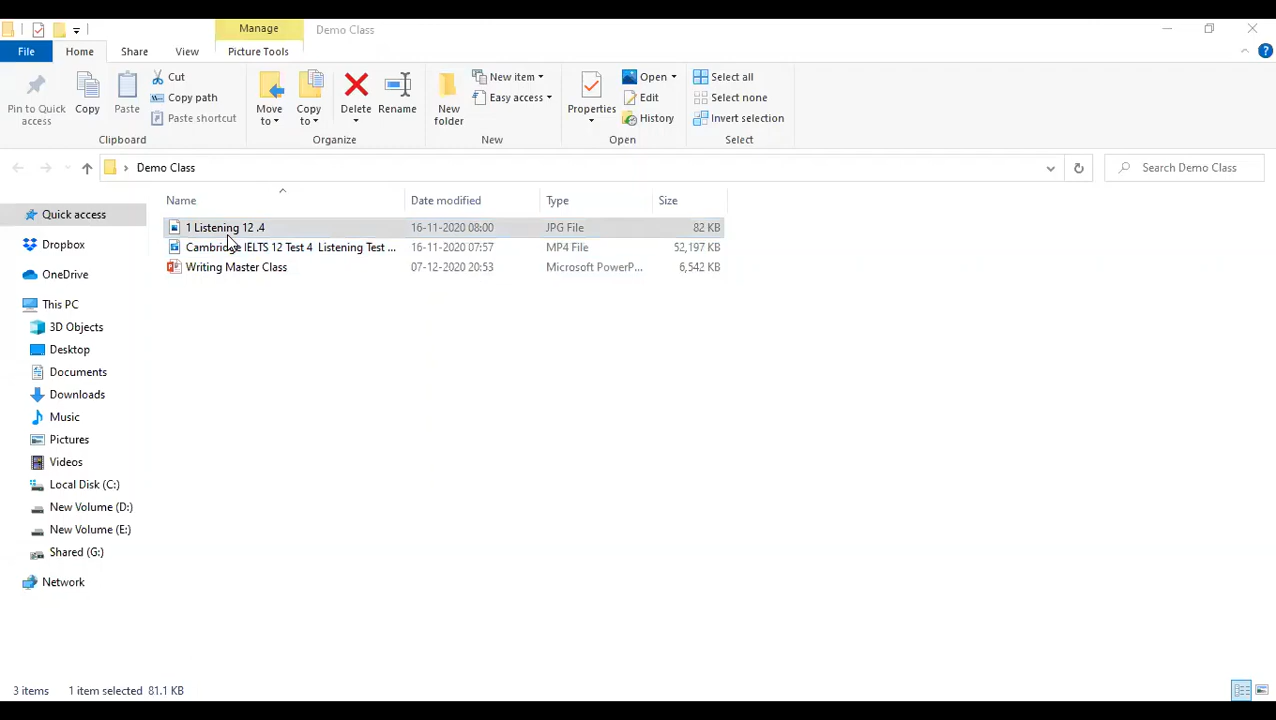 Manage
Demo Class
File
Home
Share
View
Picture Tools
Pin to Quick
access
Copy
Paste
Cut
Copy path
Paste shortcut
Clipboard
Move
to
Copy
to
Delete
Rename
Organize
New
folder
New item
Easy access
New
Properties
Open
Edit
History
Open
Select all
Select none
Invert selection
Select
Demo Class
Search Demo Class
Name
Date modified
Type
Size
1 Listening 12 .4
16-11-2020 08:00
JPG File
82 KB
Cambridge IELTS 12 Test 4 Listening Test ...
16-11-2020 07:57
MP4 File
52,197 KB
Writing Master Class
07-12-2020 20:53
Microsoft PowerP...
6,542 KB
Quick access
Dropbox
OneDrive
This PC
3D Objects
Desktop
Documents
Downloads
Music
Pictures
Videos
Local Disk (C:)
New Volume (D:)
New Volume (E:)
Shared (G:)
Network
3 items
1 item selected 81.1 KB